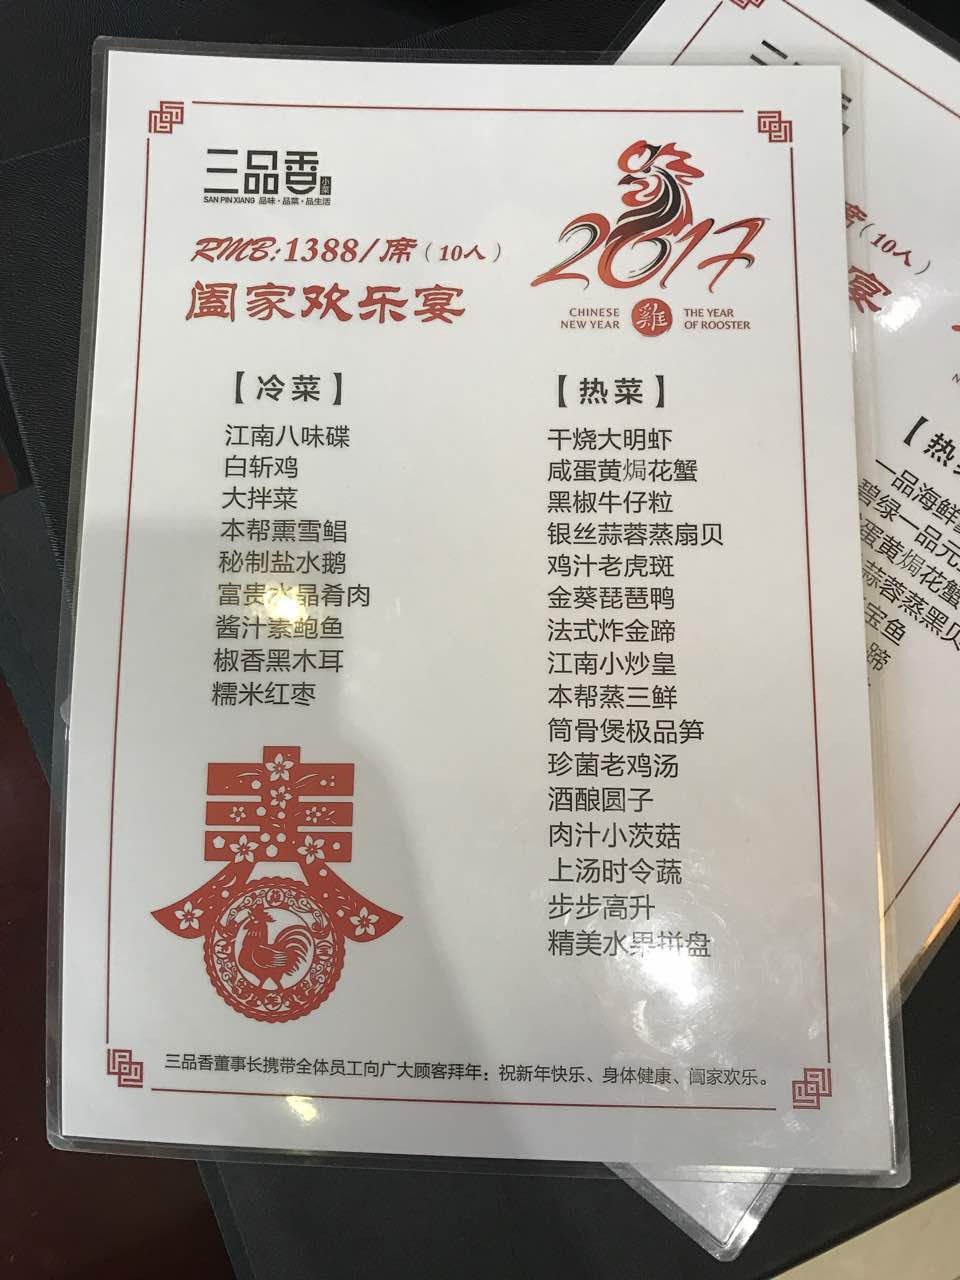 三品香
小菜
SAN PIN XIANG 品味·品菜·品生活
RMB:1388/席（10人）
阖家欢乐宴
2017
CHINESE
NEW YEAR
雞
THE YEAR
OF ROOSTER
【冷菜】
江南八味碟
白斩鸡
大拌菜
本帮熏雪鲳
秘制盐水鹅
富贵水晶肴肉
酱汁素鲍鱼
椒香黑木耳
糯米红枣
春
【热菜】
干烧大明虾
咸蛋黄焗花蟹
黑椒牛仔粒
银丝蒜蓉蒸扇贝
鸡汁老虎斑
金葵琵琶鸭
法式炸金蹄
江南小炒皇
本帮蒸三鲜
筒骨煲极品笋
珍菌老鸡汤
酒酿圆子
肉汁小茨菇
上汤时令蔬
步步高升
精美水果拼盘
三品香董事长携带全体员工向广大顾客拜年：祝新年快乐、身体健康、阖家欢乐。
席（10人）
宴
【热
一品海鲜
碧绿一品元
蛋黄焗花蟹
蒜蓉蒸黑贝
宝鱼
蹄